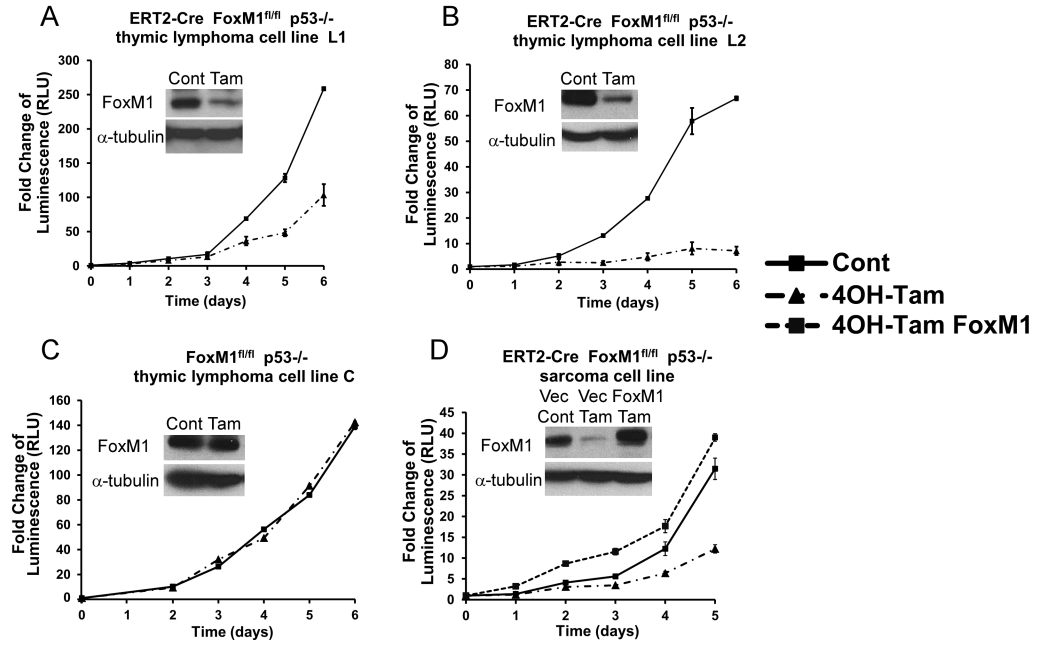 A
ERT2-Cre FoxM1fl/fl p53-/-
thymic lymphoma cell line L1
Fold Change of
Luminescence (RLU)
300
250
200
150
100
50
0
0 1 2 3 4 5 6
Time (days)
Cont Tam
FoxM1
α-tubulin
B
ERT2-Cre FoxM1fl/fl p53-/-
thymic lymphoma cell line L2
Fold Change of
Luminescence (RLU)
80
70
60
50
40
30
20
10
0
0 1 2 3 4 5 6
Time (days)
Cont Tam
FoxM1
α-tubulin
Cont
4OH-Tam
4OH-Tam FoxM1
C
FoxM1fl/fl p53-/-
thymic lymphoma cell line C
Fold Change of
Luminescence (RLU)
160
140
120
100
80
60
40
20
0
0 1 2 3 4 5 6
Time (days)
Cont Tam
FoxM1
α-tubulin
D
ERT2-Cre FoxM1fl/fl p53-/-
sarcoma cell line
Vec Vec FoxM1
Cont Tam Tam
FoxM1
α-tubulin
Fold Change of
Luminescence (RLU)
45
40
35
30
25
20
15
10
5
0
0 1 2 3 4 5
Time (days)